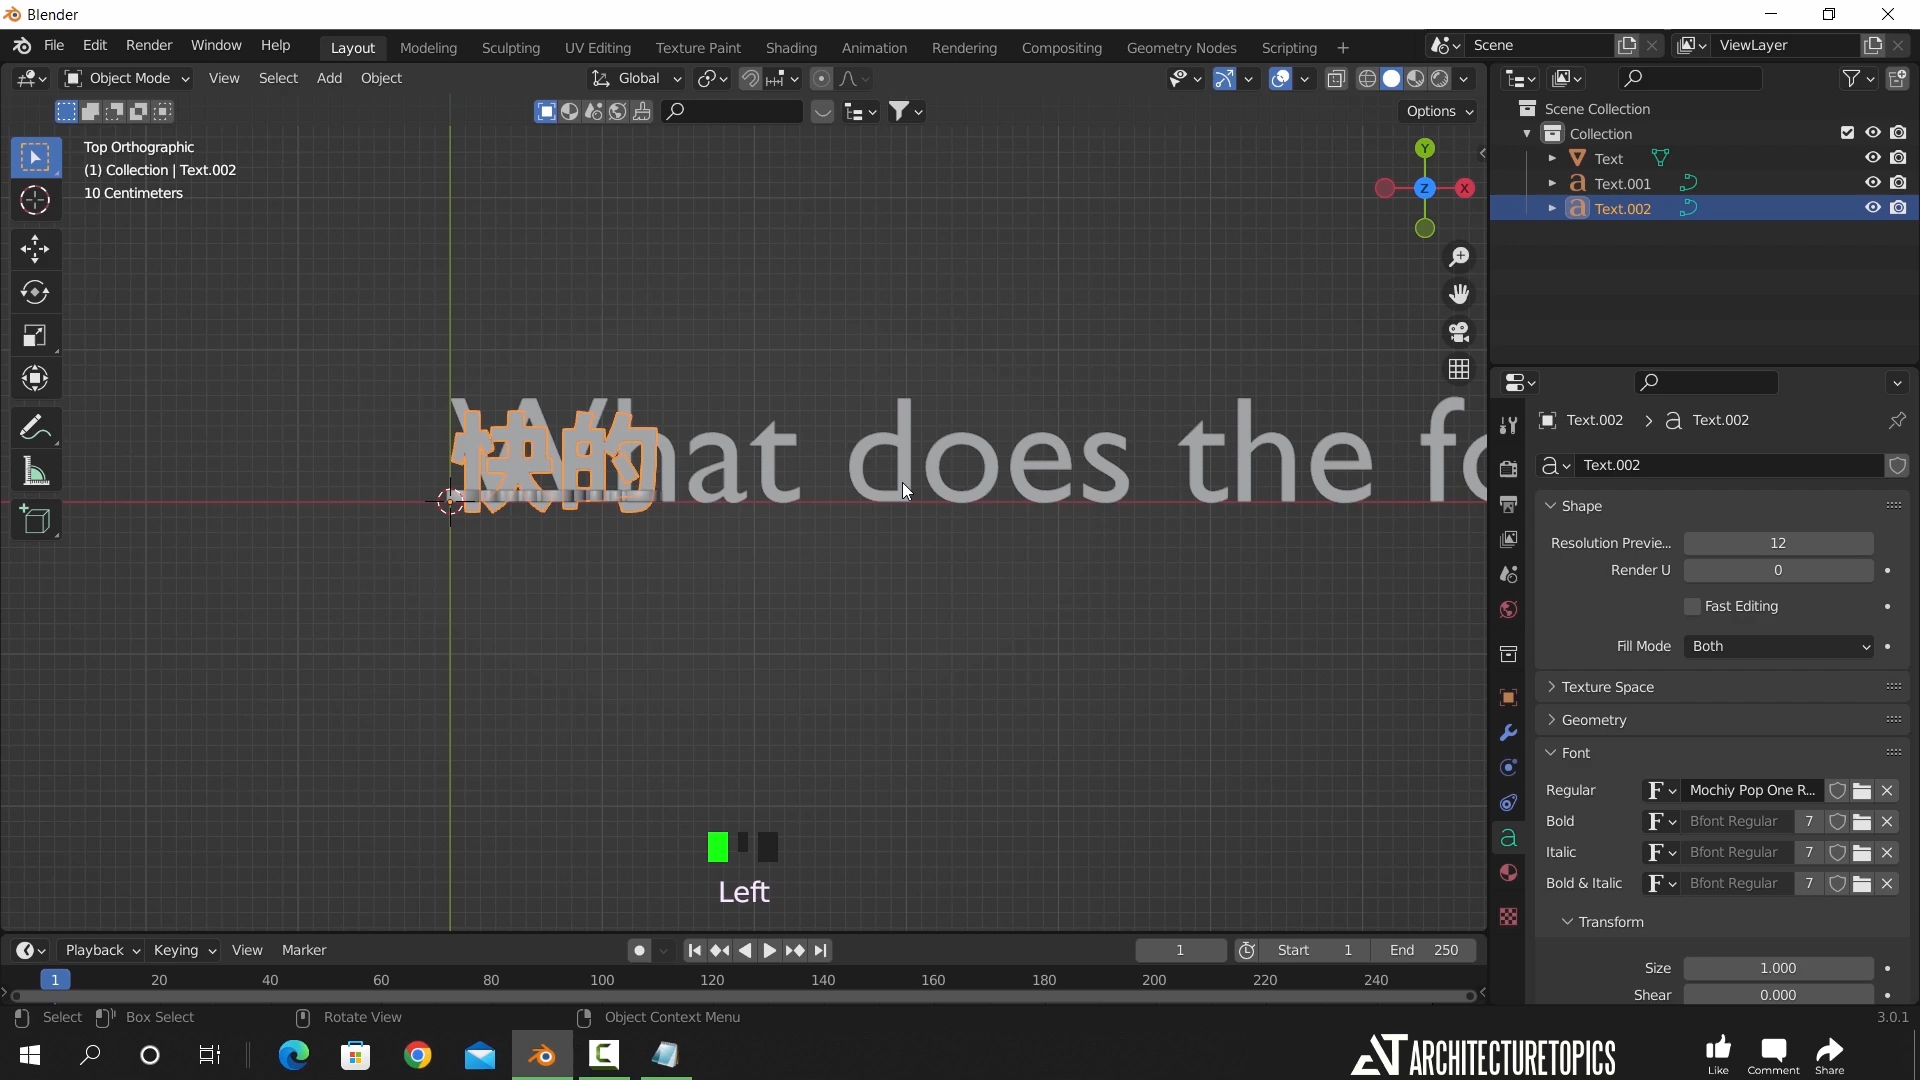 Blender
File Edit Render Window Help Layout Modeling Sculpting UV Editing Texture Paint Shading Animation Rendering Compositing Geometry Nodes Scripting + Scene ViewLayer
Object Mode View Select Add Object Global
Options
Top Orthographic
(1) Collection | Text.002
10 Centimeters
Y
Z X
Scene Collection
Collection
Text
Text.001
Text.002
What does the fo
快的
Text.002 > Text.002
Text.002
Shape
Resolution Previe... 12
Render U 0
Fast Editing
Fill Mode Both
Texture Space
Geometry
Font
Regular F Mochiy Pop One R...
Bold F Bfont Regular 7
Italic F Bfont Regular 7
Bold & Italic F Bfont Regular 7
Transform
Size 1.000
Shear 0.000
Left
Playback Keying View Marker 1 Start 1 End 250
1 20 40 60 80 100 120 140 160 180 200 220 240
Select Box Select Rotate View Object Context Menu 3.0.1
ARCHITECTURETOPICS
Like Comment Share